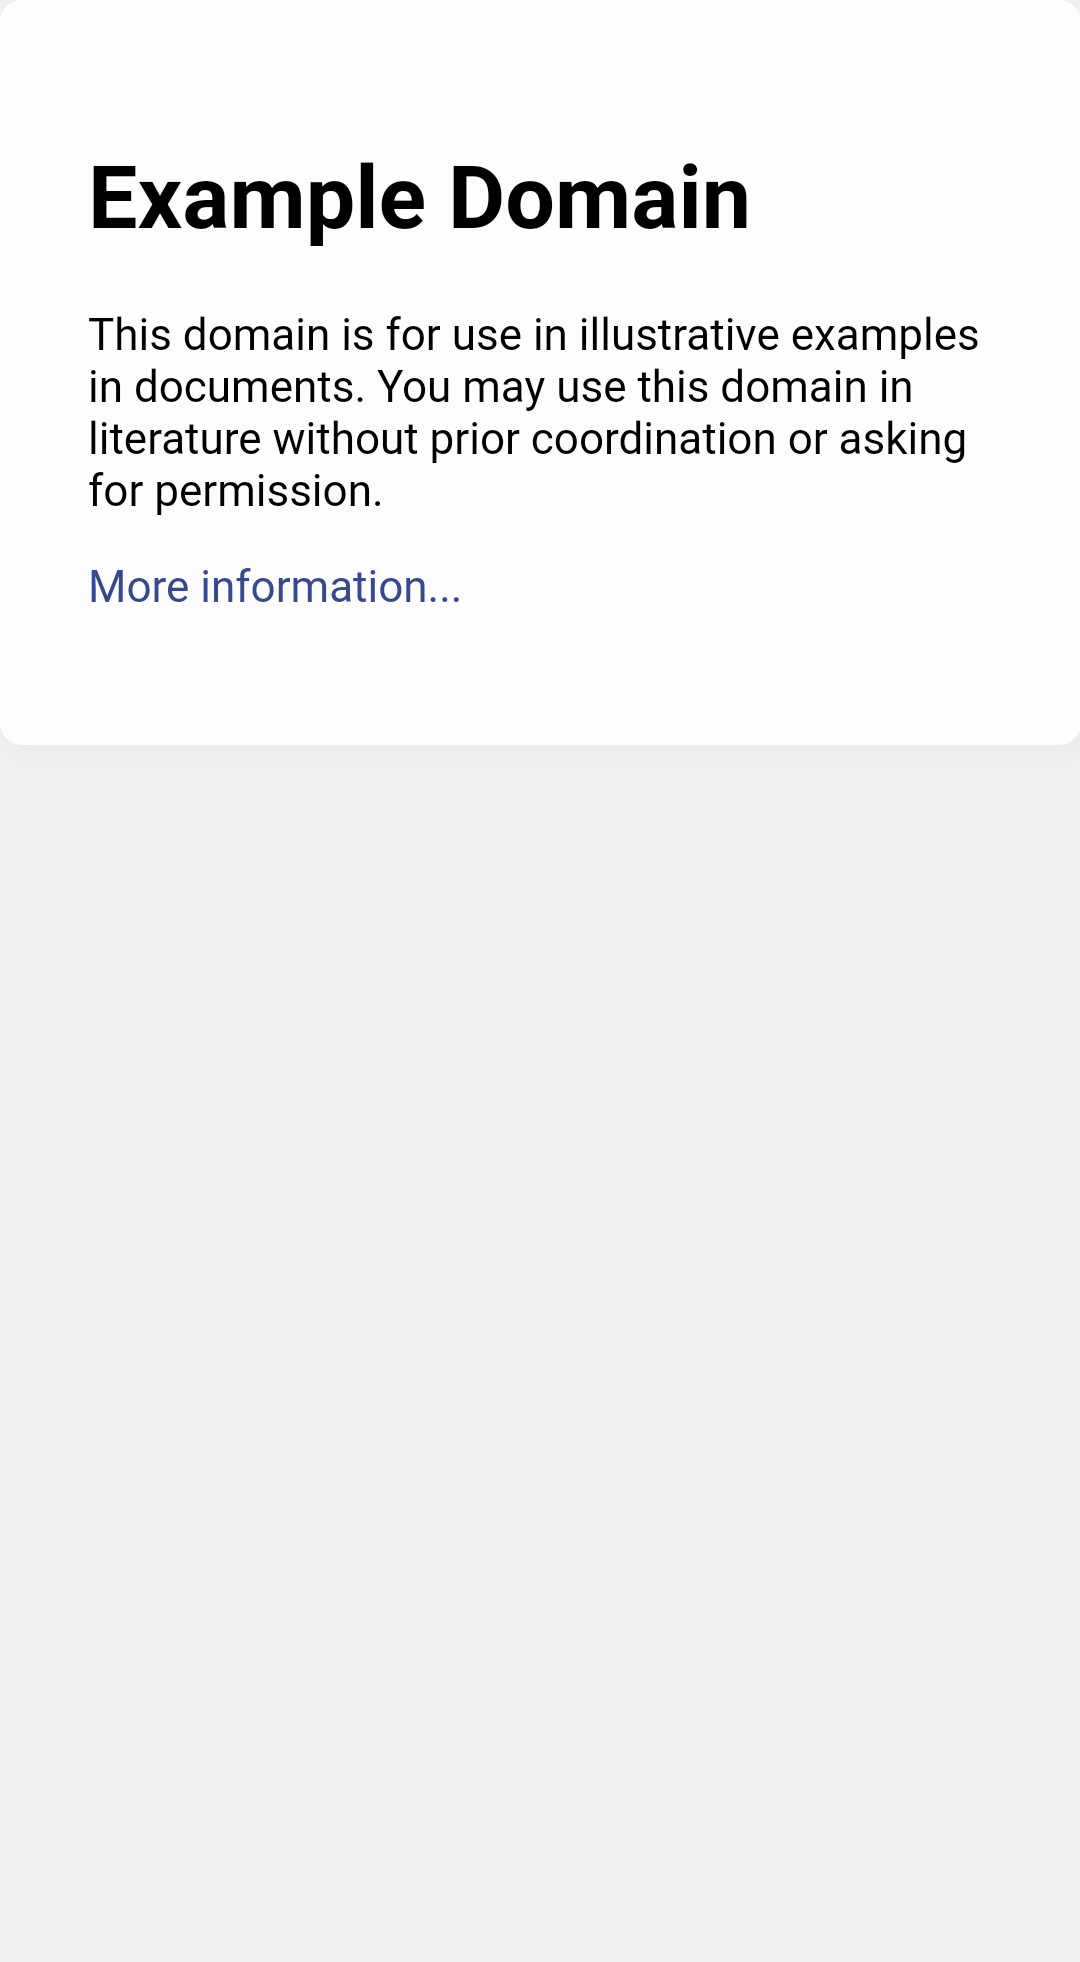 Example Domain
This domain is for use in illustrative examples
in documents. You may use this domain in
literature without prior coordination or asking
for permission.
More information...